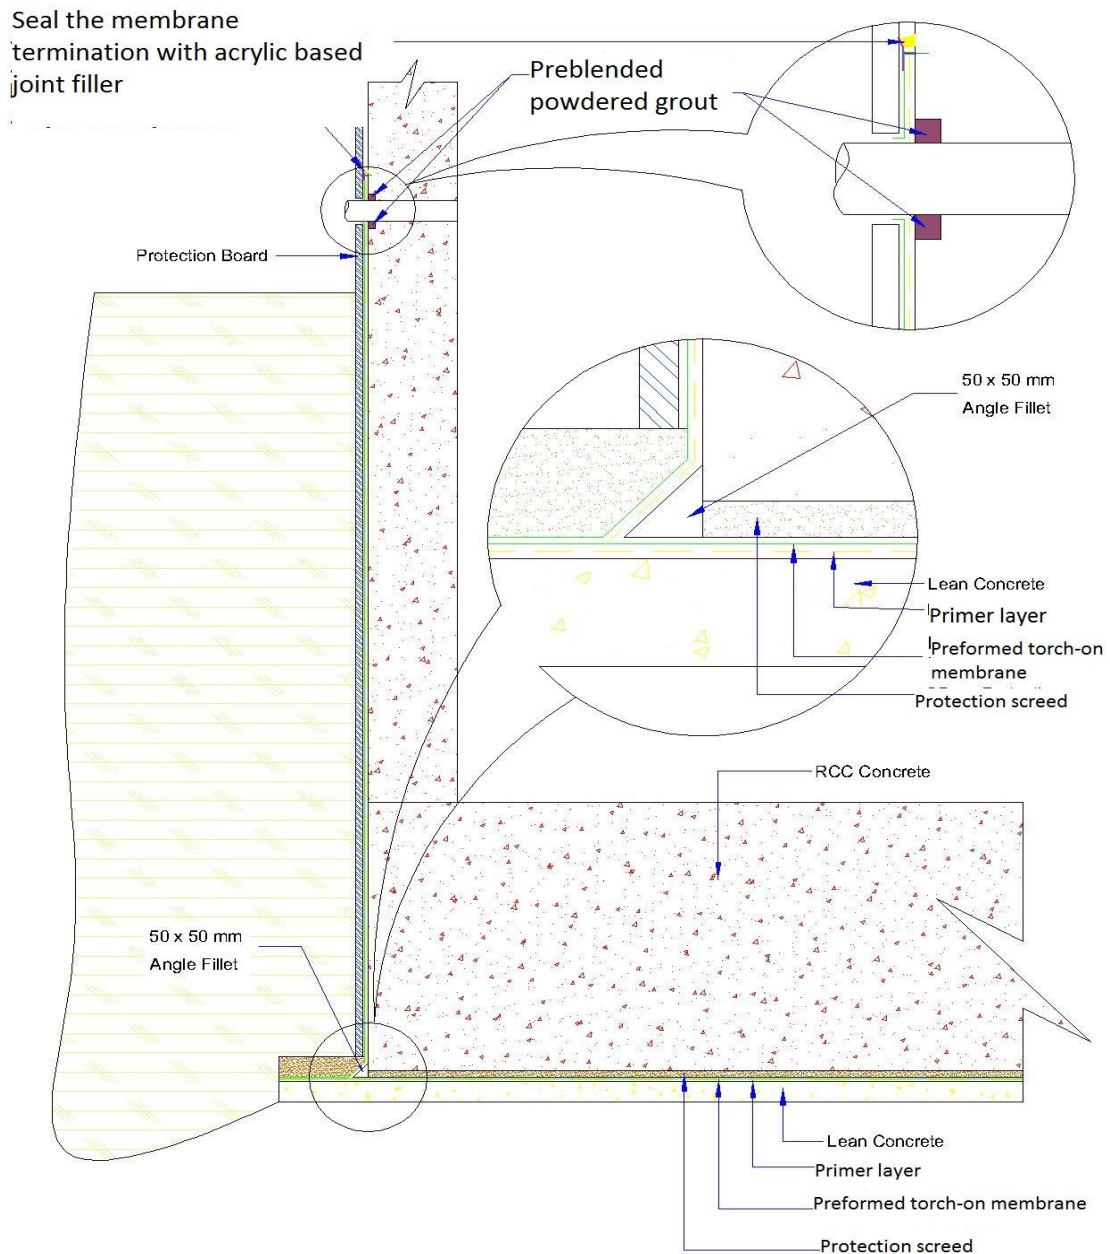 Seal the membrane
termination with acrylic based
joint filler
Preblended
powdered grout
Protection Board
50 x 50 mm
Angle Fillet
Lean Concrete
Primer layer
Preformed torch-on
membrane
Protection screed
RCC Concrete
50 x 50 mm
Angle Fillet
Lean Concrete
Primer layer
Preformed torch-on membrane
Protection screed